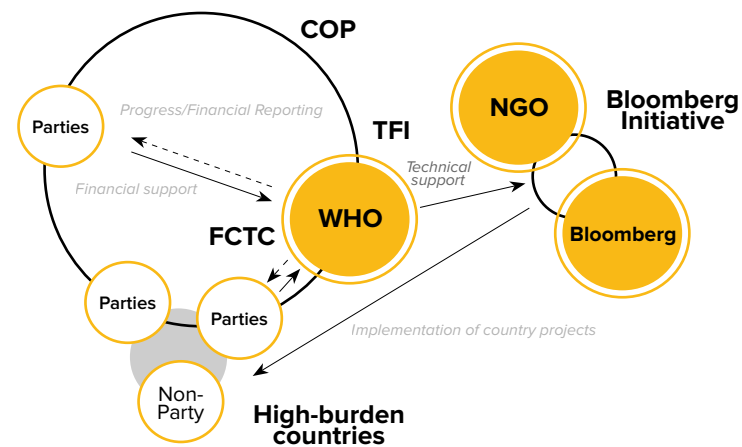 COP
NGO
Bloomberg
Initiative
Progress/Financial Reporting
Parties
TFI
Technical
support
Financial support
WHO
FCTC
Bloomberg
Parties
Parties
Implementation of country projects
Non-
Party
High-burden
countries